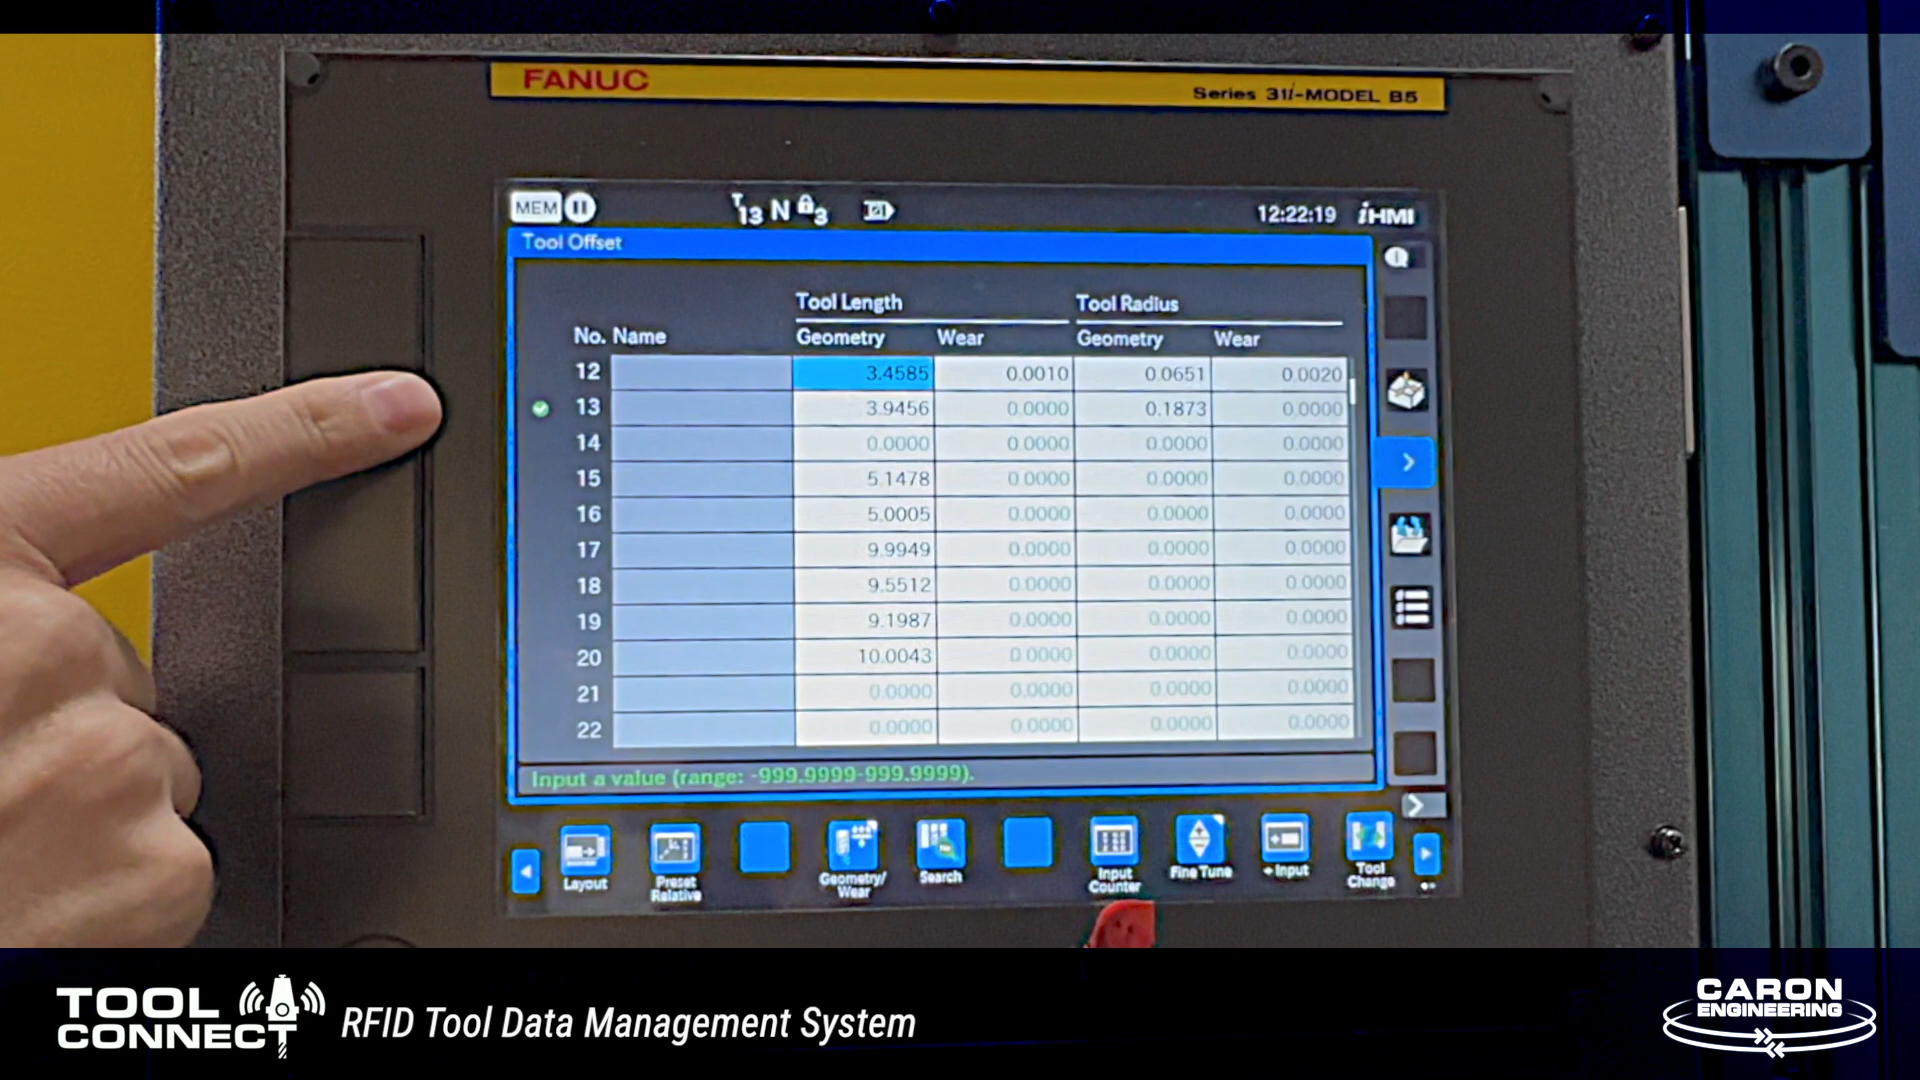 FANUC
Series 31i-MODEL B5
MEM
T13 N 3
12:22:19 iHMI
Tool Offset
Tool Length Tool Radius
No. Name Geometry Wear Geometry Wear
12 3.4585 0.0010 0.0651 0.0020
13 3.9456 0.0000 0.1873 0.0000
14 0.0000 0.0000 0.0000 0.0000
15 5.1478 0.0000 0.0000 0.0000
16 5.0005 0.0000 0.0000 0.0000
17 9.9949 0.0000 0.0000 0.0000
18 9.5512 0.0000 0.0000 0.0000
19 9.1987 0.0000 0.0000 0.0000
20 10.0043 0.0000 0.0000 0.0000
21 0.0000 0.0000 0.0000 0.0000
22 0.0000 0.0000 0.0000 0.0000
Input a value (range: -999.9999-999.9999).
Layout
Preset
Relative
Geometry/
Wear
Search
Input
Counter
Fine Tune
+Input
Tool
Change
TOOL
CONNECT
RFID Tool Data Management System
CARON
ENGINEERING